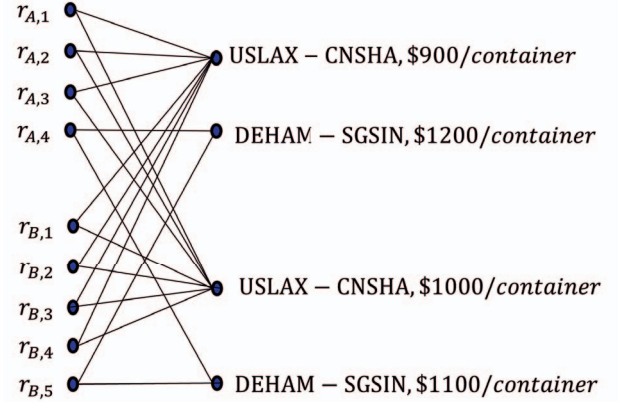 r_{A,1}
r_{A,2}
USLAX − CNSHA, $900/container
r_{A,3}
r_{A,4}
DEHAM − SGSIN, $1200/container
r_{B,1}
r_{B,2}
USLAX − CNSHA, $1000/container
r_{B,3}
r_{B,4}
r_{B,5}
DEHAM − SGSIN, $1100/container